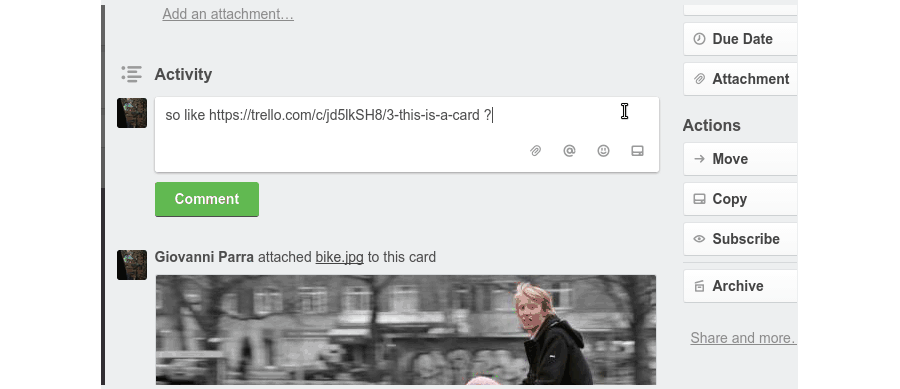 Add an attachment…
Due Date
Attachment
Activity
so like https://trello.com/c/jd5lkSH8/3-this-is-a-card ?
Comment
Actions
Move
Copy
Subscribe
Archive
Share and more.
Giovanni Parra attached bike.jpg to this card